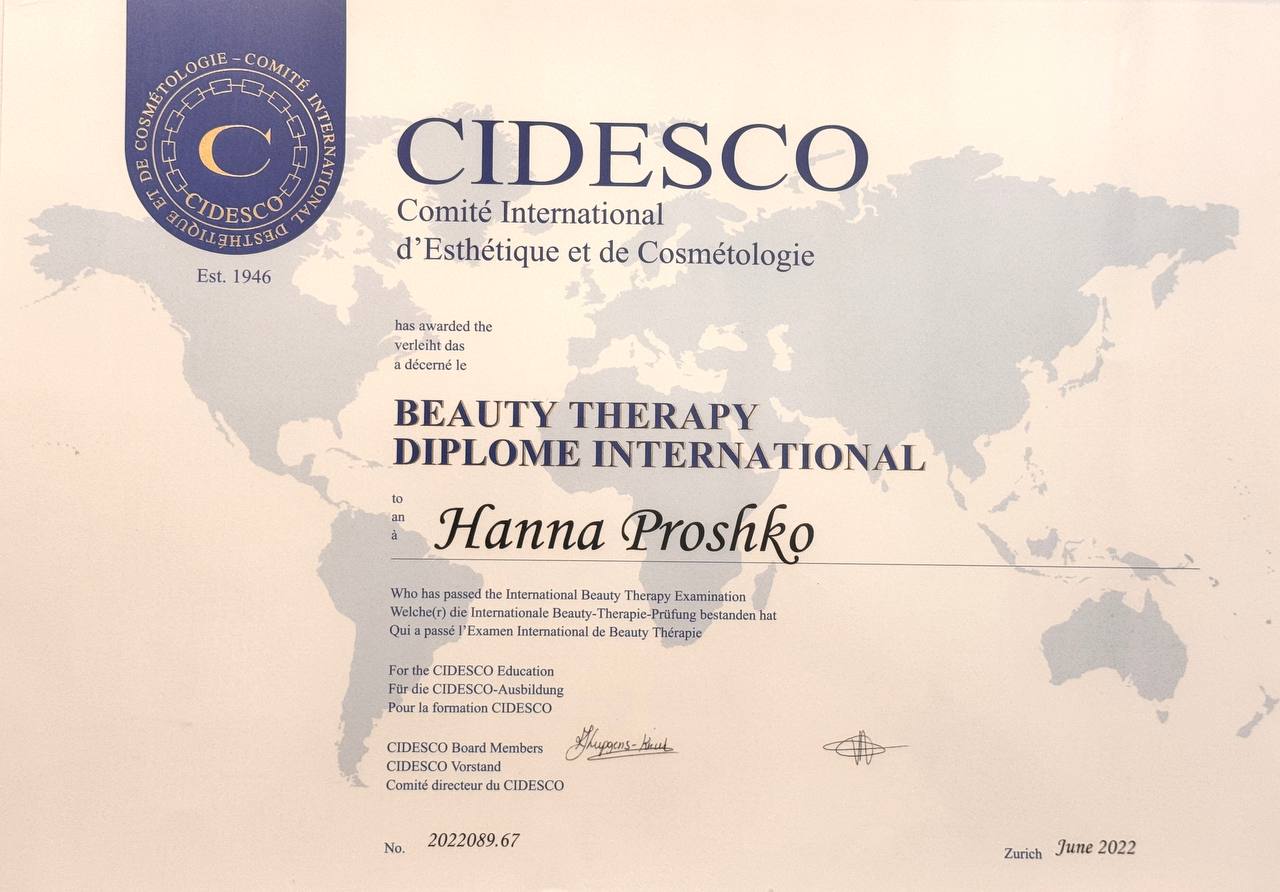 COMITÉ INTERNATIONAL D'ESTHÉTIQUE ET DE COSMÉTOLOGIE –
C
CIDESCO
Est. 1946
CIDESCO
Comité International
d'Esthétique et de Cosmétologie
has awarded the
verleiht das
a décerné le
BEAUTY THERAPY
DIPLOME INTERNATIONAL
to
an
à
Hanna Proshko
Who has passed the International Beauty Therapy Examination
Welche(r) die Internationale Beauty-Therapie-Prüfung bestanden hat
Qui a passé l'Examen International de Beauty Thérapie
For the CIDESCO Education
Für die CIDESCO-Ausbildung
Pour la formation CIDESCO
CIDESCO Board Members
CIDESCO Vorstand
Comité directeur du CIDESCO
No. 2022089.67
Zurich June 2022